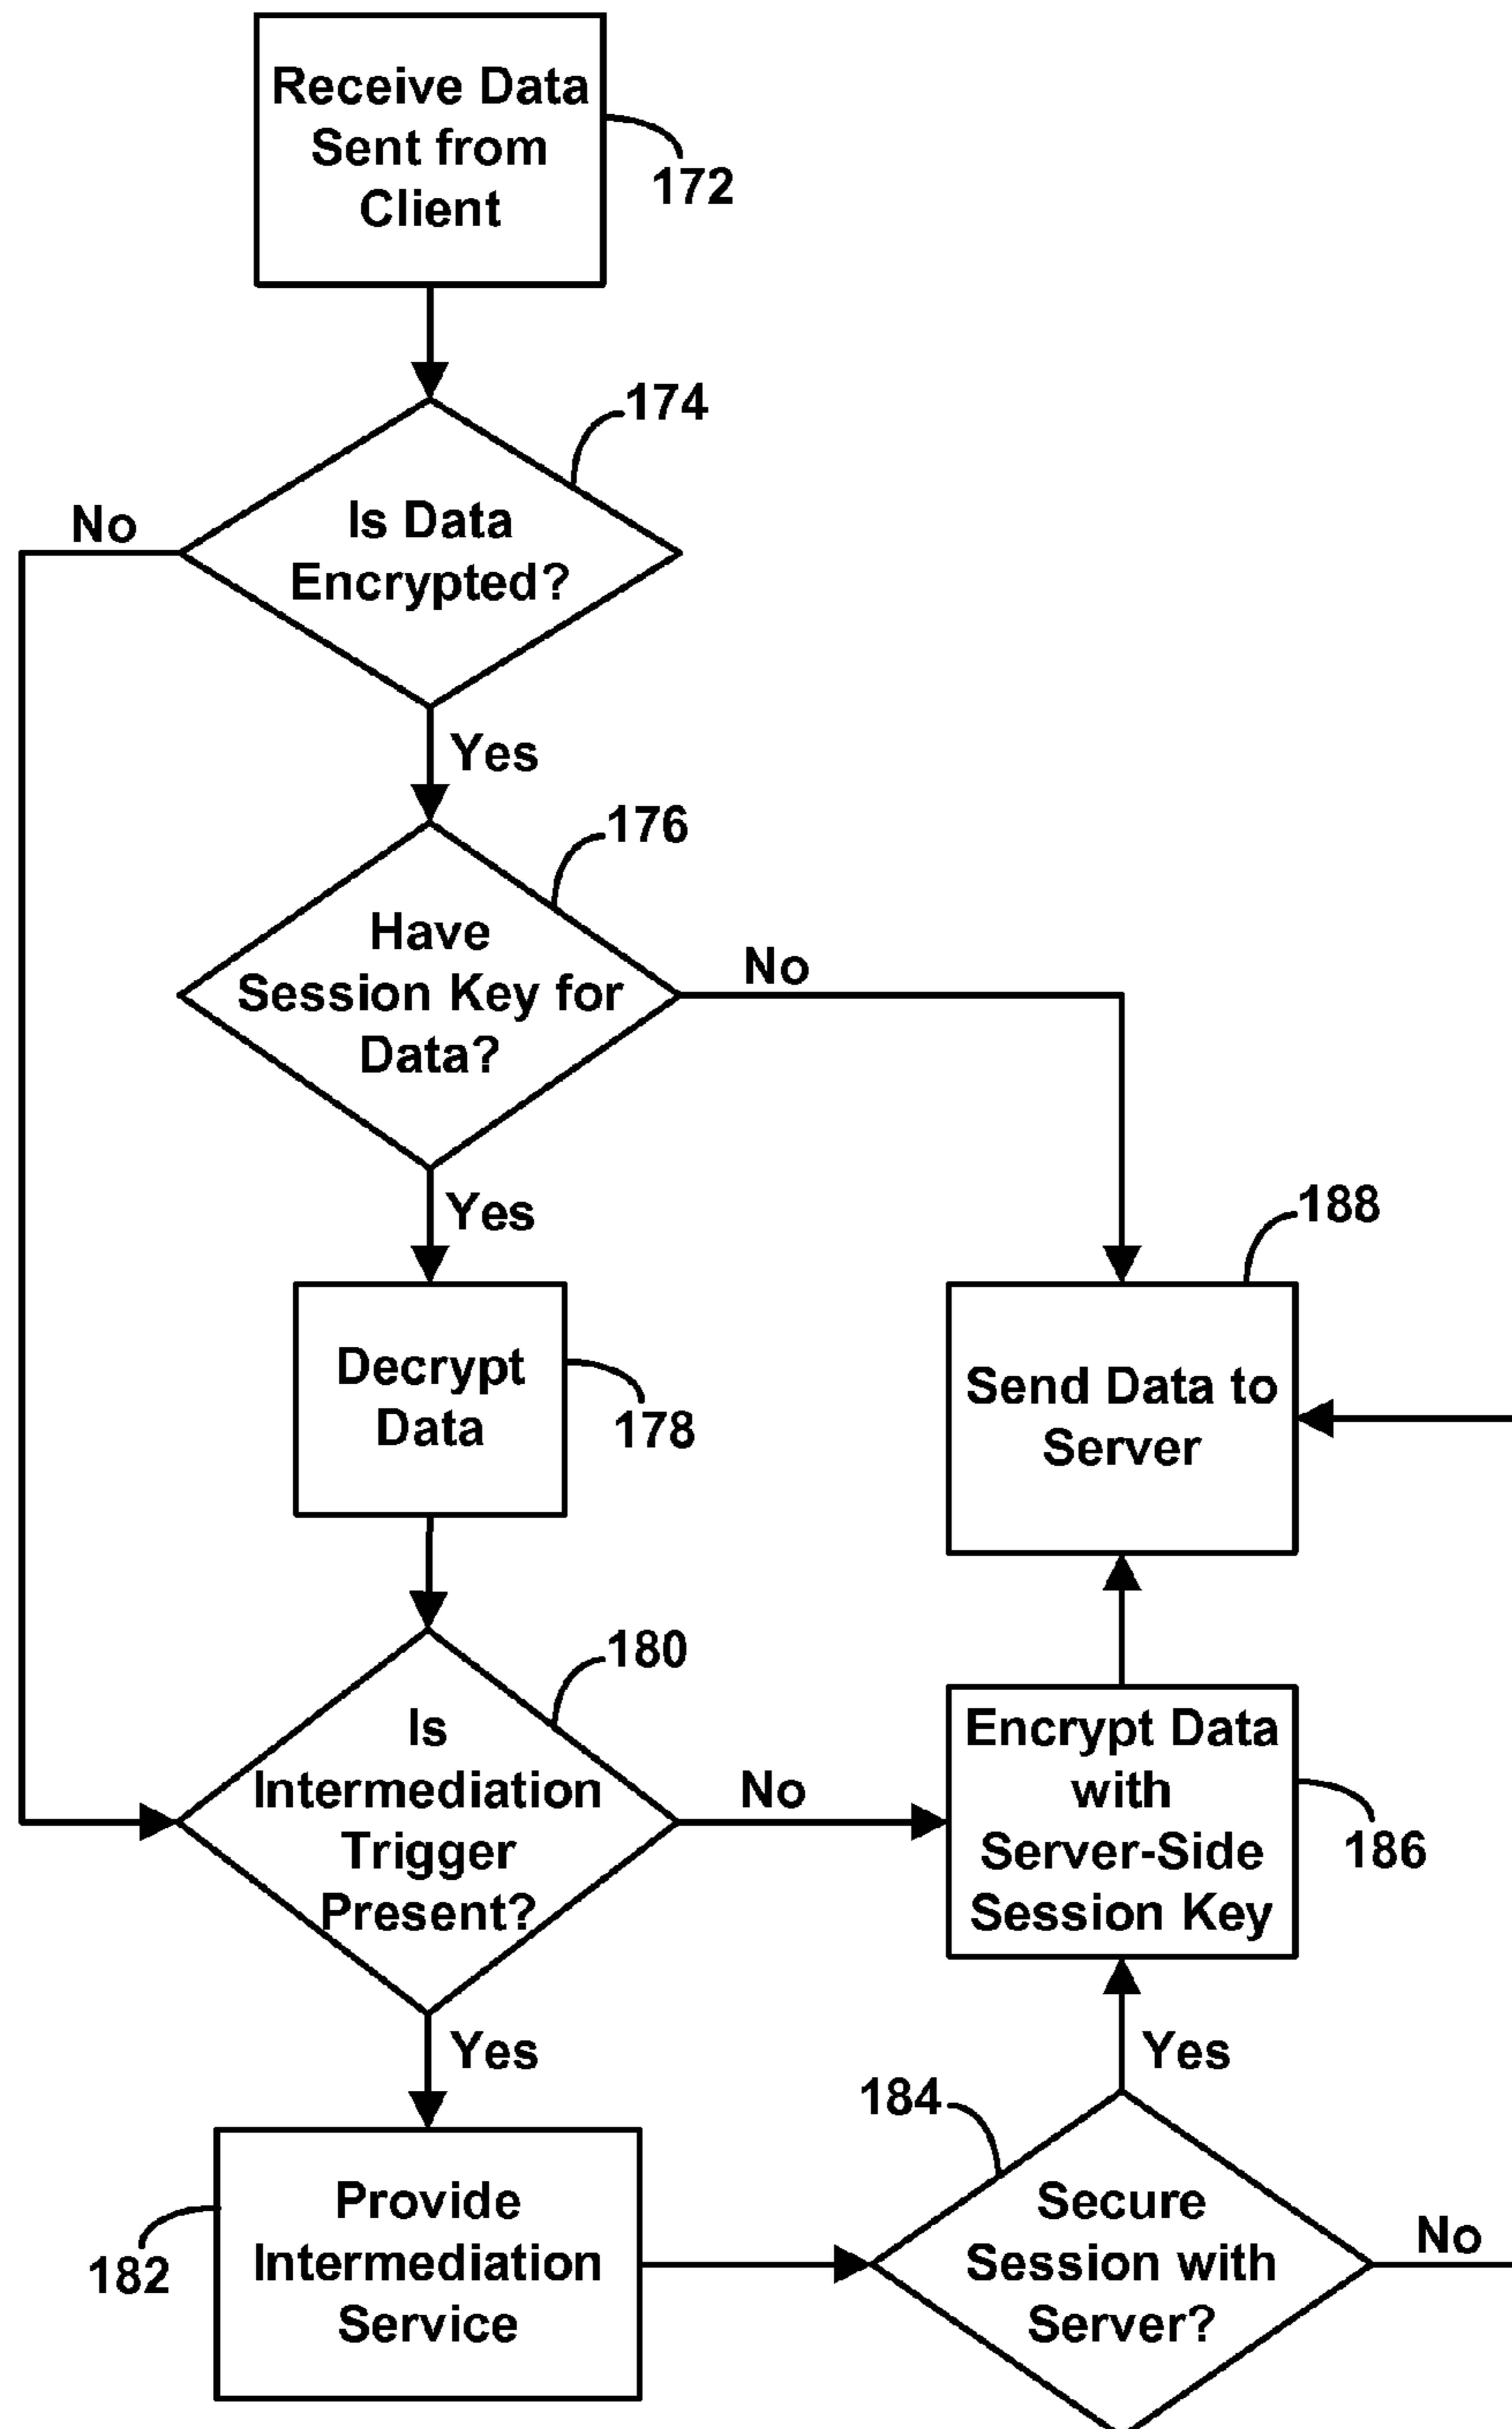 Receive Data
Sent from
Client
172
174
Is Data
Encrypted?
No
Yes
176
Have
Session Key for
Data?
No
Yes
188
Decrypt
Data
178
Send Data to
Server
180
Is
Intermediation
Trigger
Present?
No
Encrypt Data
with
Server-Side
Session Key
186
Yes
Yes
184
Provide
Intermediation
Service
182
Secure
Session with
Server?
No